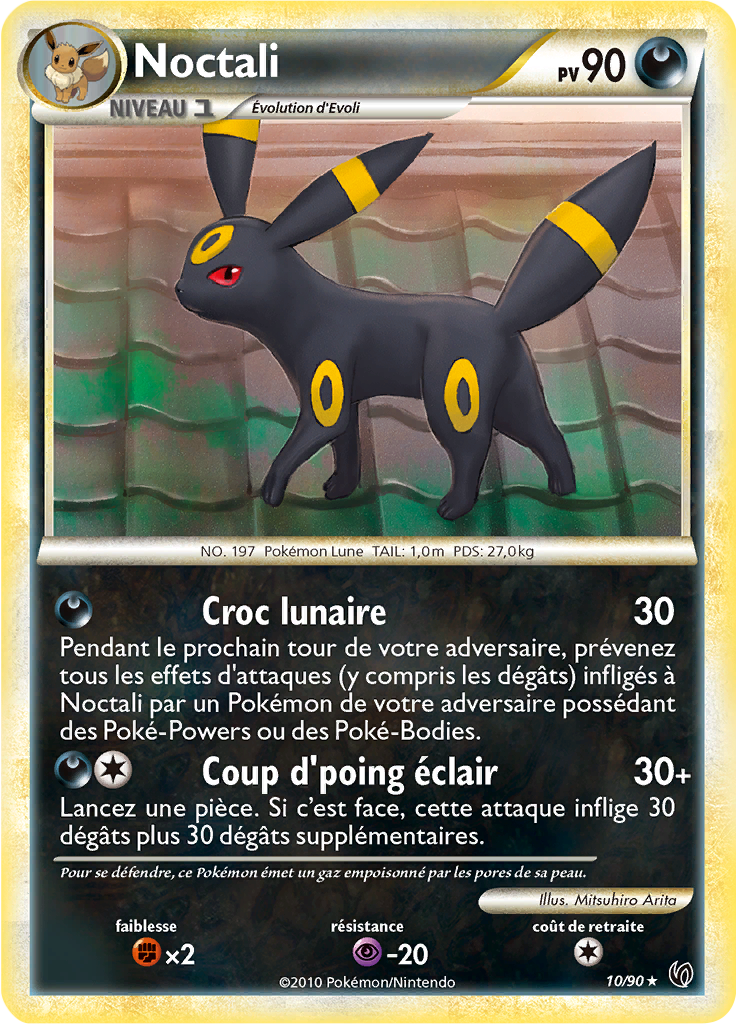 Noctali
PV 90
NIVEAU 1
Évolution d'Evoli
NO. 197 Pokémon Lune TAIL: 1,0 m PDS: 27,0 kg
Croc lunaire 30
Pendant le prochain tour de votre adversaire, prévenez
tous les effets d'attaques (y compris les dégâts) infligés à
Noctali par un Pokémon de votre adversaire possédant
des Poké-Powers ou des Poké-Bodies.
Coup d'poing éclair 30+
Lancez une pièce. Si c’est face, cette attaque inflige 30
dégâts plus 30 dégâts supplémentaires.
Pour se défendre, ce Pokémon émet un gaz empoisonné par les pores de sa peau.
Illus. Mitsuhiro Arita
faiblesse résistance coût de retraite
×2 -20
©2010 Pokémon/Nintendo 10/90 ★